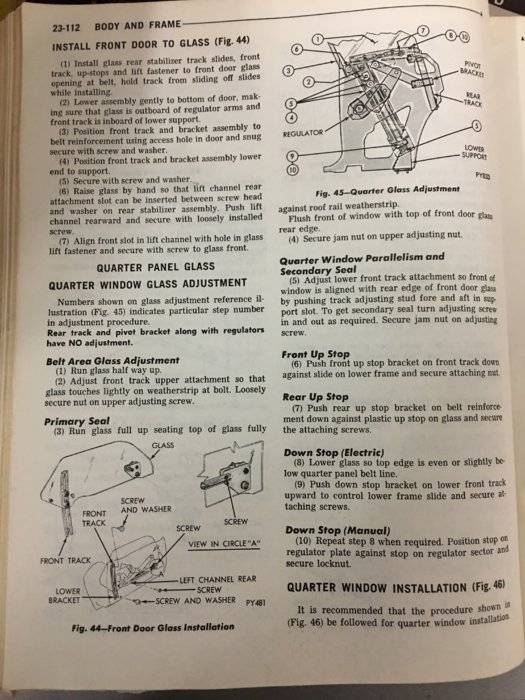 23-112 BODY AND FRAME
INSTALL FRONT DOOR TO GLASS (Fig. 44)
(1) Install glass rear stabilizer track slides, front
track, up-stops and lift fastener to front door glass
opening at belt, hold track from sliding off slides
while installing.
(2) Lower assembly gently to bottom of door, mak-
ing sure that glass is outboard of regulator arms and
front track is inboard of lower support.
(3) Position front track and bracket assembly to
belt reinforcement using access hole in door and snug
secure with screw and washer.
(4) Position front track and bracket assembly lower
end to support.
(5) Secure with screw and washer.
(6) Raise glass by hand so that lift channel rear
attachment slot can be inserted between screw head
and washer on rear stabilizer assembly. Push lift
channel rearward and secure with loosely installed
screw.
(7) Align front slot in lift channel with hole in glass
lift fastener and secure with screw to glass front.
QUARTER PANEL GLASS
QUARTER WINDOW GLASS ADJUSTMENT
Numbers shown on glass adjustment reference il-
lustration (Fig. 45) indicates particular step number
in adjustment procedure.
Rear track and pivot bracket along with regulators
have NO adjustment.
Belt Area Glass Adjustment
(1) Run glass half way up.
(2) Adjust front track upper attachment so that
glass touches lightly on weatherstrip at bolt. Loosely
secure nut on upper adjusting screw.
Primary Seal
(3) Run glass full up seating top of glass fully
GLASS
SCREW
AND WASHER
FRONT
TRACK
SCREW
SCREW
VIEW IN CIRCLE "A"
FRONT TRACK
A
LEFT CHANNEL REAR
SCREW
LOWER
BRACKET
SCREW AND WASHER
PY461
Fig. 44—Front Door Glass Installation
1
7
8
10
6
3
2
5
4
9
10
5
PIVOT
BRACKET
REAR
TRACK
REGULATOR
LOWER
SUPPORT
Fig. 45—Quarter Glass Adjustment
against roof rail weatherstrip.
Flush front of window with top of front door glass
rear edge.
(4) Secure jam nut on upper adjusting nut.
Quarter Window Parallelism and
Secondary Seal
(5) Adjust lower front track attachment so front of
window is aligned with rear edge of front door glass
by pushing track adjusting stud fore and aft in sup-
port slot. To get secondary seal turn adjusting screw
in and out as required. Secure jam nut on adjusting
screw.
Front Up Stop
(6) Push front up stop bracket on front track down
against slide on lower frame and secure attaching nut.
Rear Up Stop
(7) Push rear up stop bracket on belt reinforce-
ment down against plastic up stop on glass and secure
the attaching screws.
Down Stop (Electric)
(8) Lower glass so top edge is even or slightly be-
low quarter panel belt line.
(9) Push down stop bracket on lower front track
upward to control lower frame slide and secure at-
taching screws.
Down Stop (Manual)
(10) Repeat step 8 when required. Position stop on
regulator plate against stop on regulator sector and
secure locknut.
QUARTER WINDOW INSTALLATION (Fig. 46)
It is recommended that the procedure shown in
(Fig. 46) be followed for quarter window installation